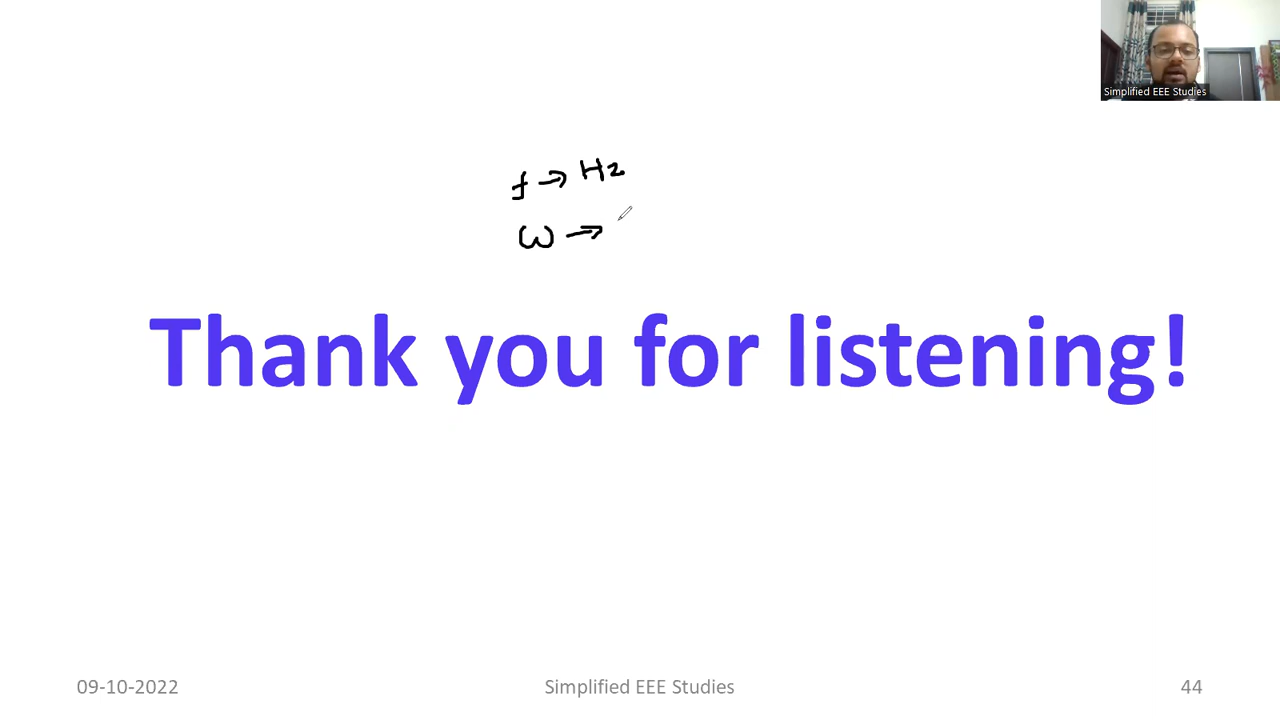 Simplified EEE Studies
f → Hz
ω →
Thank you for listening!
09-10-2022
Simplified EEE Studies
44